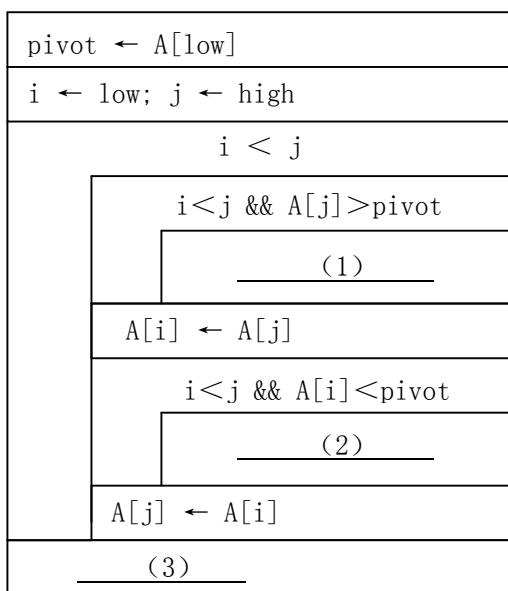 pivot ← A[low]
i ← low; j ← high
i < j
i<j && A[j]>pivot
(1)
A[i] ← A[j]
i<j && A[i]<pivot
(2)
A[j] ← A[i]
(3)